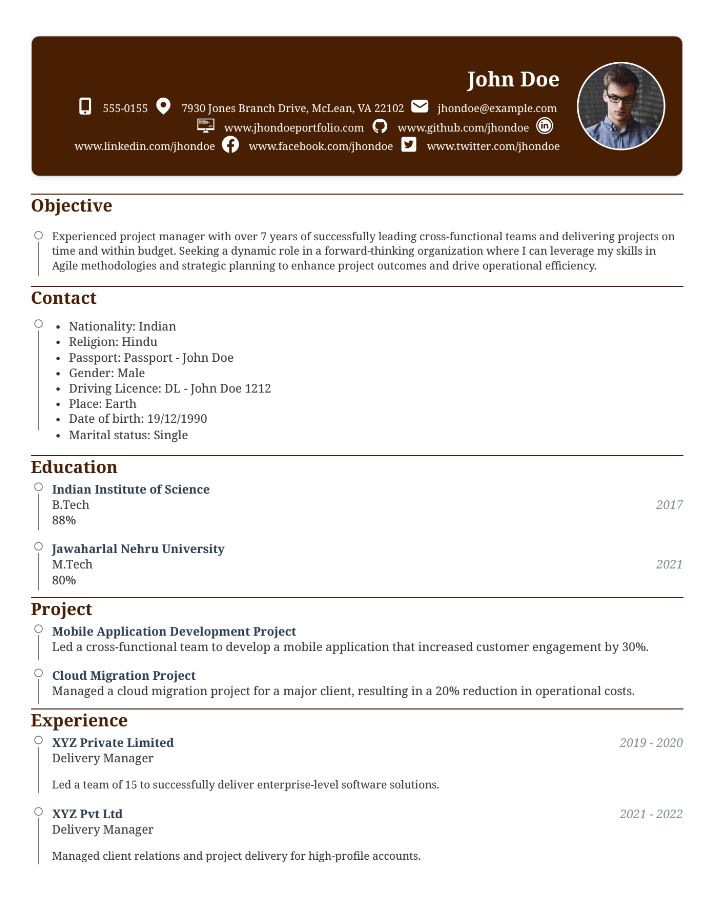 John Doe
555-0155 7930 Jones Branch Drive, McLean, VA 22102 jhondoe@example.com
www.jhondoeportfolio.com www.github.com/jhondoe
www.linkedin.com/jhondoe www.facebook.com/jhondoe www.twitter.com/jhondoe
Objective
Experienced project manager with over 7 years of successfully leading cross-functional teams and delivering projects on
time and within budget. Seeking a dynamic role in a forward-thinking organization where I can leverage my skills in
Agile methodologies and strategic planning to enhance project outcomes and drive operational efficiency.
Contact
• Nationality: Indian
• Religion: Hindu
• Passport: Passport - John Doe
• Gender: Male
• Driving Licence: DL - John Doe 1212
• Place: Earth
• Date of birth: 19/12/1990
• Marital status: Single
Education
Indian Institute of Science
B.Tech 2017
88%
Jawaharlal Nehru University
M.Tech 2021
80%
Project
Mobile Application Development Project
Led a cross-functional team to develop a mobile application that increased customer engagement by 30%.
Cloud Migration Project
Managed a cloud migration project for a major client, resulting in a 20% reduction in operational costs.
Experience
XYZ Private Limited 2019 - 2020
Delivery Manager
Led a team of 15 to successfully deliver enterprise-level software solutions.
XYZ Pvt Ltd 2021 - 2022
Delivery Manager
Managed client relations and project delivery for high-profile accounts.